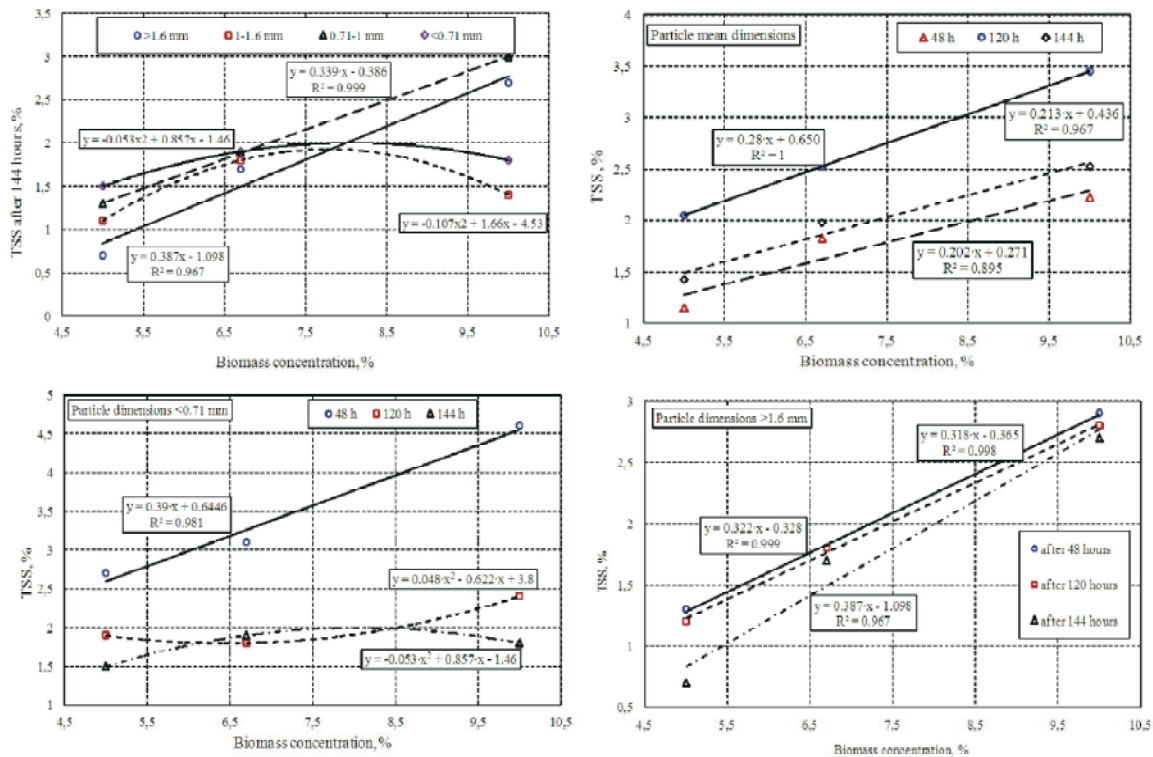 >1.6 mm 1-1.6 mm 0.71-1 mm <0.71 mm
y = 0.339·x - 0.386
R² = 0.999
y = -0.053x2 + 0.857x - 1.46
y = 0.387·x - 1.098
R² = 0.967
y = -0.107x2 + 1.66x - 4.53
TSS after 144 hours, %
3,5
3
2,5
2
1,5
1
0,5
0
4,5 5,5 6,5 7,5 8,5 9,5 10,5
Biomass concentration, %
Particle mean dimensions
48 h 120 h 144 h
y = 0.28·x + 0.650
R² = 1
y = 0.213·x + 0.436
R² = 0.967
y = 0.202·x + 0.271
R² = 0.895
TSS, %
4
3,5
3
2,5
2
1,5
1
4,5 5,5 6,5 7,5 8,5 9,5 10,5
Biomass concentration, %
Particle dimensions <0.71 mm
48 h 120 h 144 h
y = 0.39·x + 0.6446
R² = 0.981
y = 0.048·x² - 0.622·x + 3.8
y = -0.053·x² + 0.857·x - 1.46
TSS, %
5
4,5
4
3,5
3
2,5
2
1,5
1
4,5 5,5 6,5 7,5 8,5 9,5 10,5
Biomass concentration, %
Particle dimensions >1.6 mm
y = 0.318·x - 0.365
R² = 0.998
y = 0.322·x - 0.328
R² = 0.999
y = 0.387·x - 1.098
R² = 0.967
after 48 hours
after 120 hours
after 144 hours
TSS, %
3
2,5
2
1,5
1
0,5
4,5 5,5 6,5 7,5 8,5 9,5 10,5
Biomass concentration, %